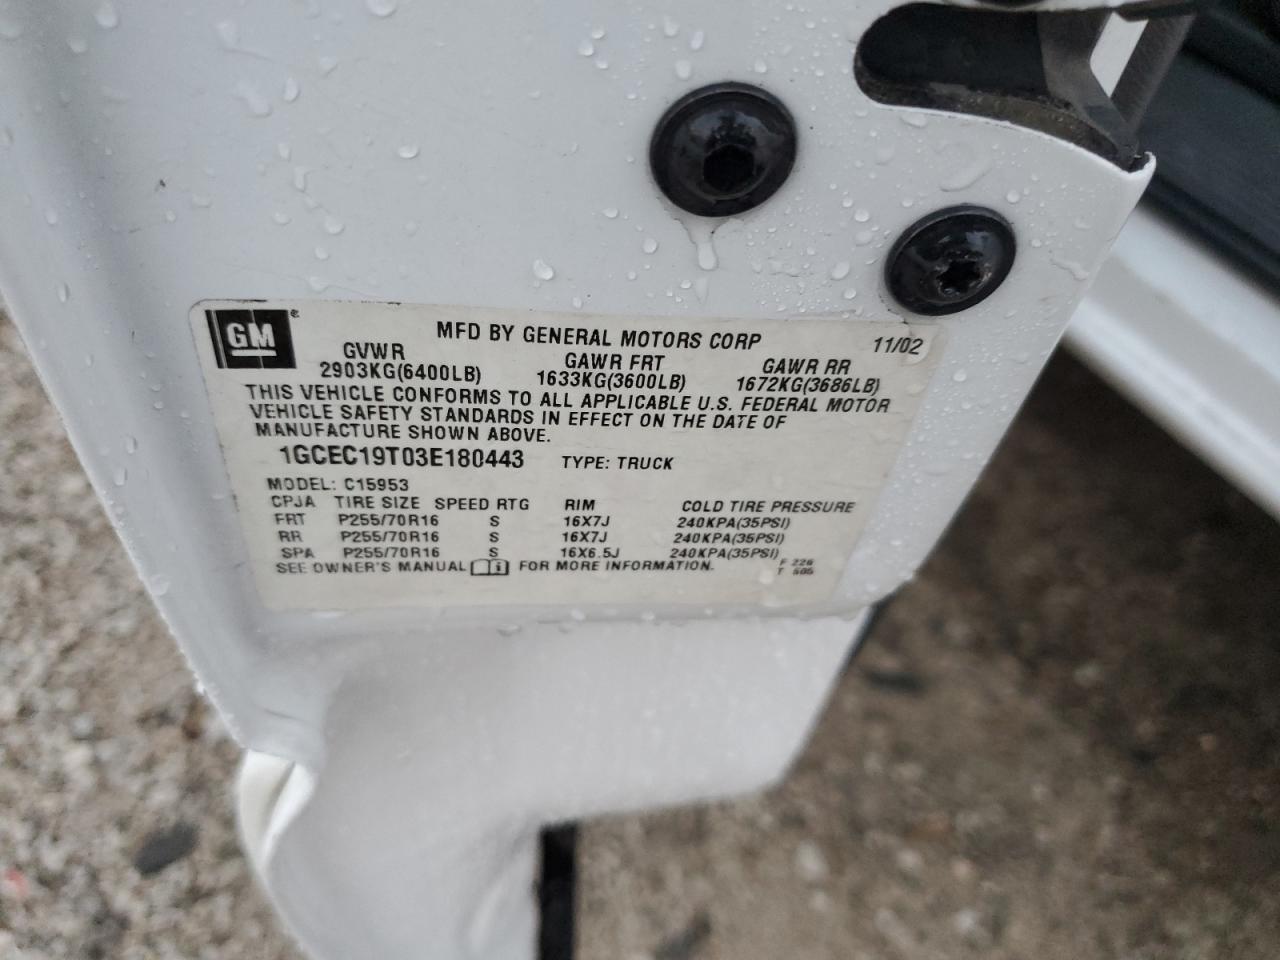 GM®
MFD BY GENERAL MOTORS CORP 11/02
GVWR GAWR FRT GAWR RR
2903KG(6400LB) 1633KG(3600LB) 1672KG(3686LB)
THIS VEHICLE CONFORMS TO ALL APPLICABLE U.S. FEDERAL MOTOR
VEHICLE SAFETY STANDARDS IN EFFECT ON THE DATE OF
MANUFACTURE SHOWN ABOVE.
1GCEC19T03E180443 TYPE: TRUCK
MODEL: C15953
CPJA TIRE SIZE SPEED RTG RIM COLD TIRE PRESSURE
FRT P255/70R16 S 16X7J 240KPA(35PSI)
RR P255/70R16 S 16X7J 240KPA(35PSI)
SPA P255/70R16 S 16X6.5J 240KPA(35PSI)
SEE OWNER'S MANUAL FOR MORE INFORMATION.
F 226
T 505